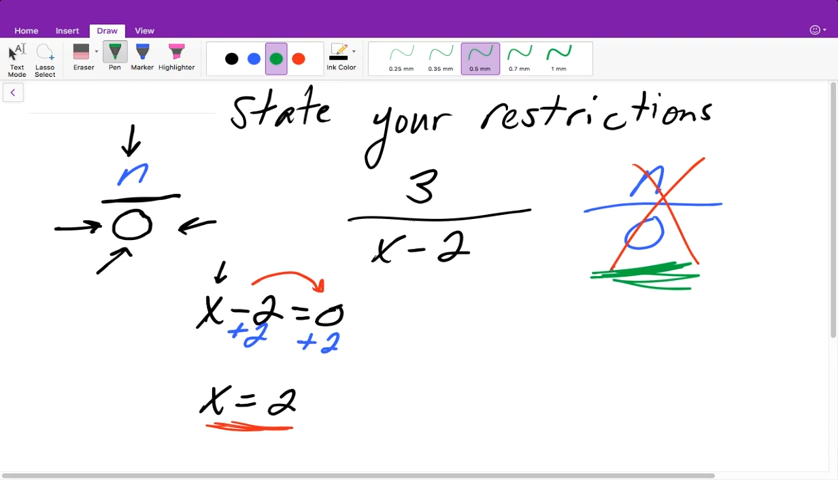 Home Insert Draw View
Text Mode Lasso Select Eraser Pen Marker Highlighter Ink Color 0.25 mm 0.35 mm 0.5 mm 0.7 mm 1 mm
State your restrictions
n
0
3
x - 2
n
0
x - 2 = 0
+2 +2
x = 2